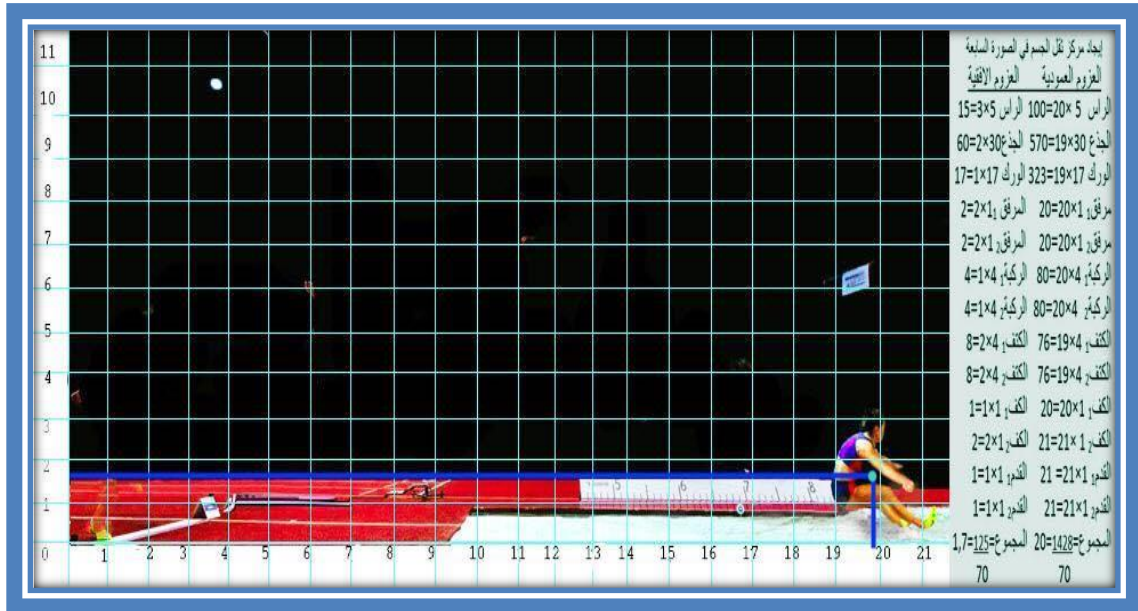 إيجاد مركز ثقل الجسم في الصورة السابعة
العزوم العمودية العزوم الافقية
الراس 5 ×20=100 الراس 5×3=15
الجذع 30×19=570 الجذع30×2=60
الورك 17×19=323 الورك 17×1=17
مرفق1 1×20=20 المرفق1 1×2=2
مرفق2 1×20=20 المرفق2 1×2=2
الركبة1 4×20=80 الركبة1 4×1=4
الركبة2 4×20=80 الركبة2 4×1=4
الكتف1 4×19=76 الكتف1 4×2=8
الكتف2 4×19=76 الكتف2 4×2=8
الكف1 1×20=20 الكف1 1×1=1
الكف2 1×21=21 الكف2 1×2=2
القدم1 1×21= 21 القدم1 1×1=1
القدم2 1×21=21 القدم2 1×1=1
المجموع=1428=20 المجموع=125=1,7
70 70
11
10
9
8
7
6
5
4
3
2
1
0 1 2 3 4 5 6 7 8 9 10 11 12 13 14 15 16 17 18 19 20 21
15 16 17 18